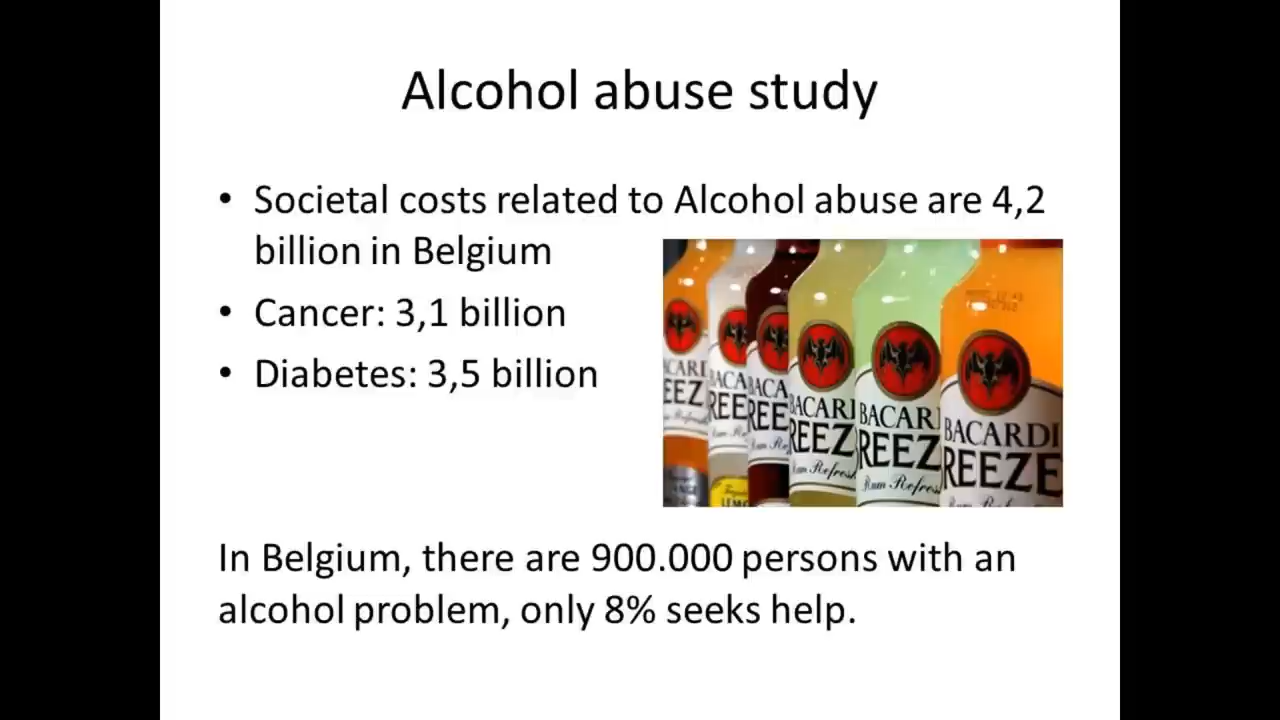 Alcohol abuse study
• Societal costs related to Alcohol abuse are 4,2
billion in Belgium
• Cancer: 3,1 billion
• Diabetes: 3,5 billion
BACARDI
REEZE
In Belgium, there are 900.000 persons with an
alcohol problem, only 8% seeks help.